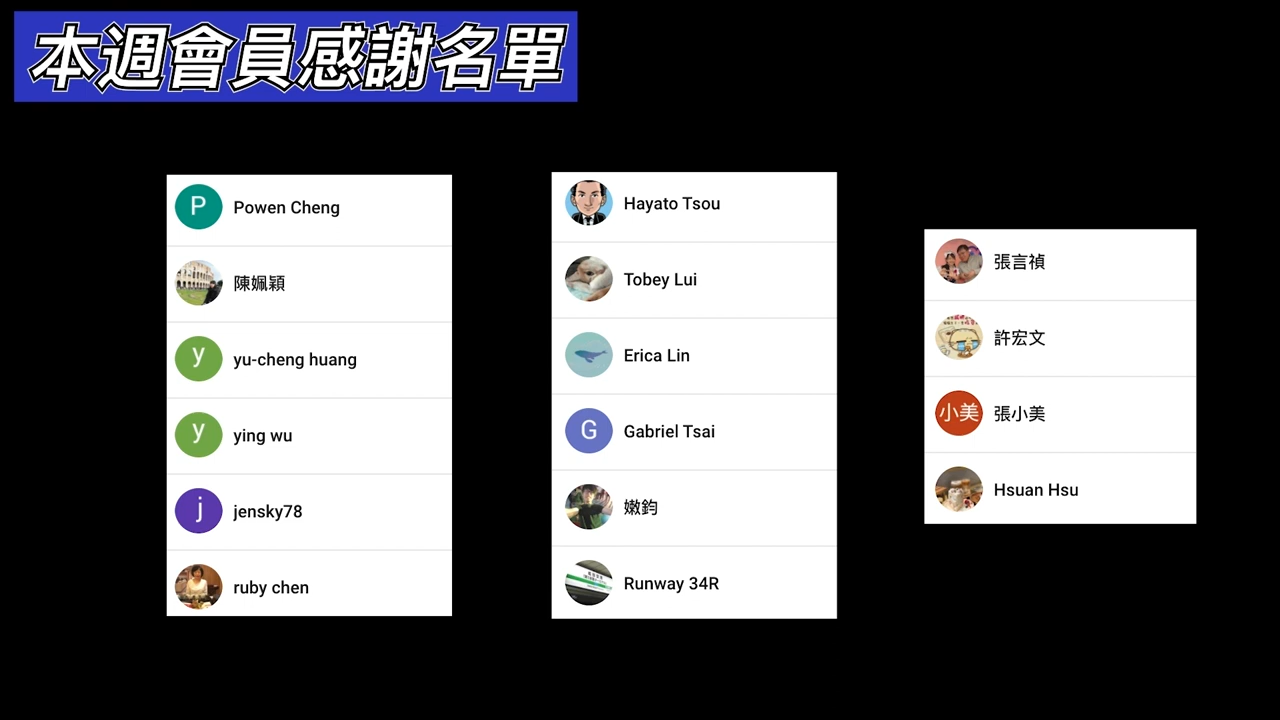 本週會員感謝名單
P Powen Cheng
陳姵穎
y yu-cheng huang
y ying wu
j jensky78
ruby chen
Hayato Tsou
Tobey Lui
Erica Lin
G Gabriel Tsai
嫩鈞
Runway 34R
張言禎
許宏文
小美 張小美
Hsuan Hsu